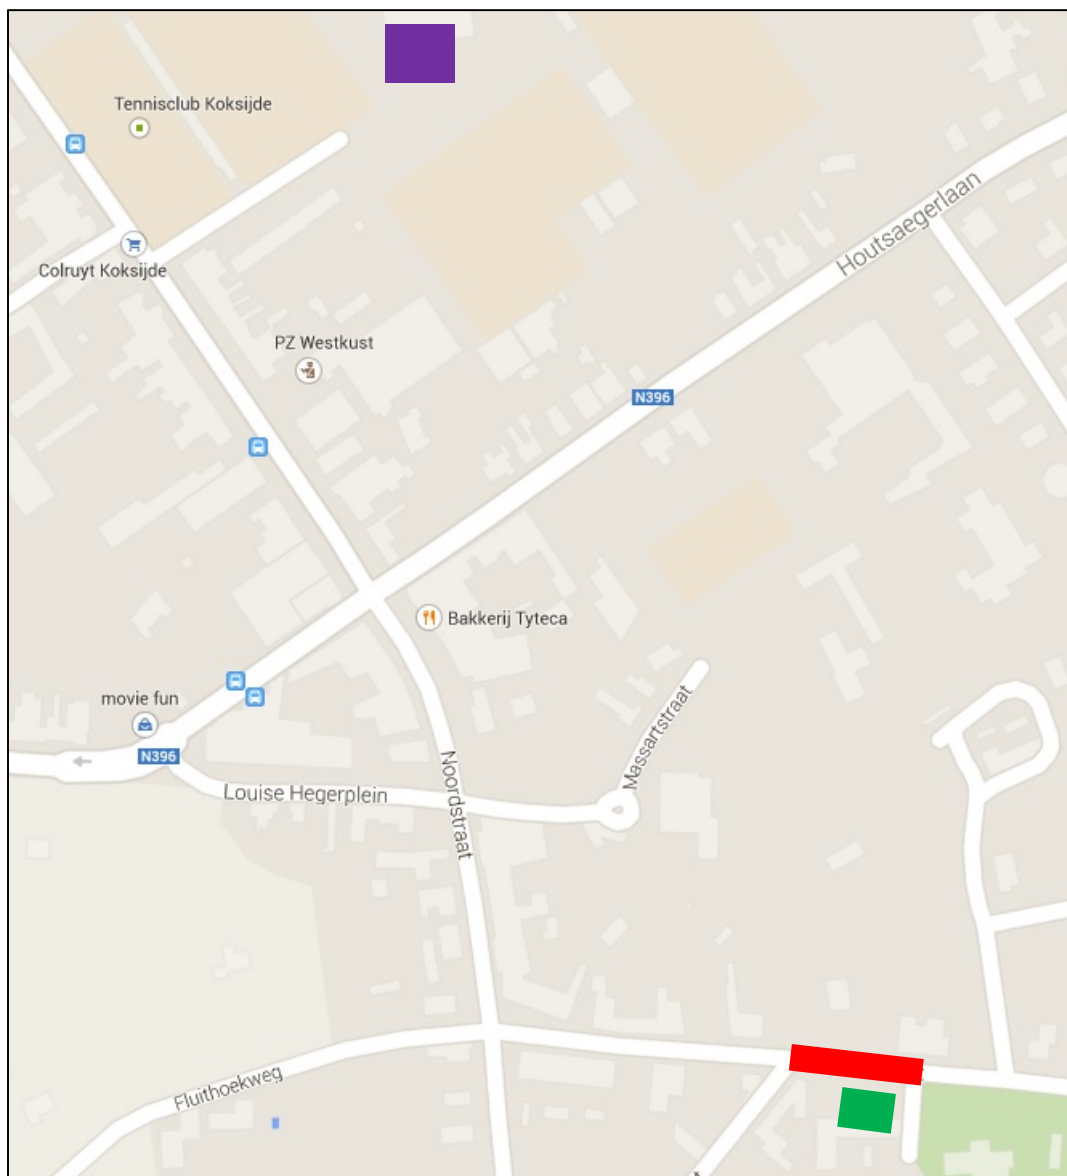 Tennisclub Koksijde
Colruyt Koksijde
Houtsaegerlaan
PZ Westkust
N396
Bakkerij Tyteca
movie fun
N396
Massartstraat
Louise Hegerplein
Noordstraat
Fluithoekweg